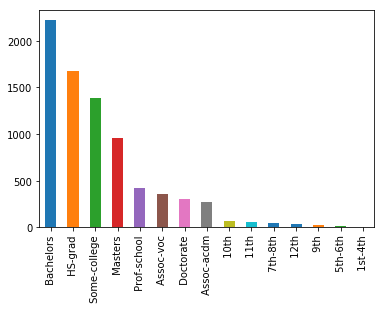 2000
1500
1000
500
0
Bachelors
HS-grad
Some-college
Masters
Prof-school
Assoc-voc
Doctorate
Assoc-acdm
10th
11th
7th-8th
12th
9th
5th-6th
1st-4th